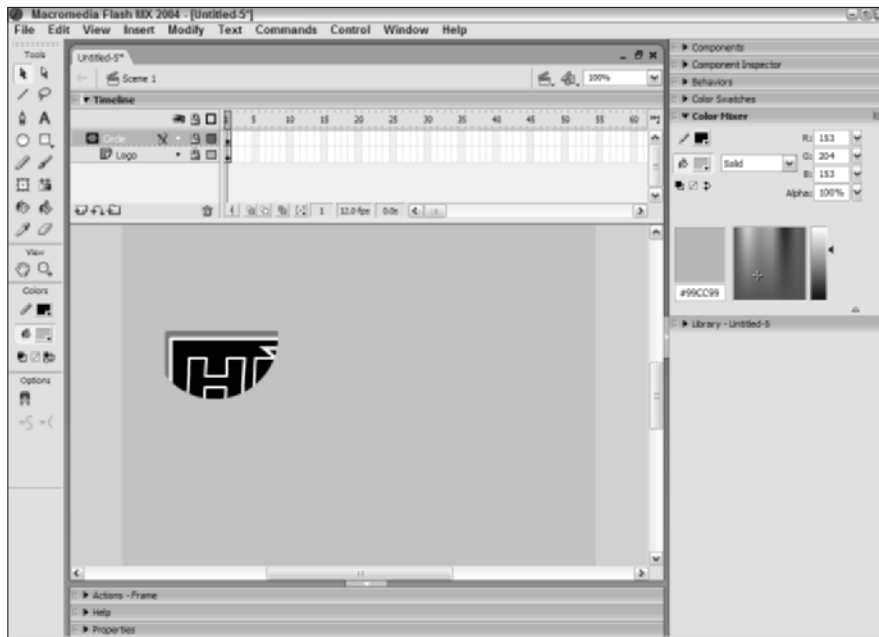 Macromedia Flash MX 2004 - [Untitled-5*]
File Edit View Insert Modify Text Commands Control Window Help
Tools
View
Colors
Options
Untitled-5*
Scene 1
100%
Timeline
5 10 15 20 25 30 35 40 45 50 55 60
Circle
Logo
1 12.0 fps 0.0s
H
Actions - Frame
Help
Properties
Components
Component Inspector
Behaviors
Color Swatches
Color Mixer
R: 153
Solid
G: 204
B: 153
Alpha: 100%
#99CC99
Library - Untitled-5